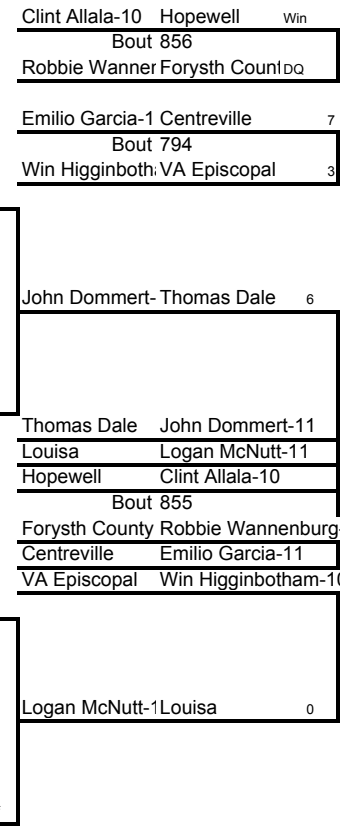 Clint Allala-10 Hopewell Win
Bout 856
Robbie Wanner Forysth Count DQ
Emilio Garcia-1 Centreville 7
Bout 794
Win Higginboth VA Episcopal 3
John Dommert- Thomas Dale 6
Thomas Dale John Dommert-11
Louisa Logan McNutt-11
Hopewell Clint Allala-10
Bout 855
Forysth County Robbie Wannenburg-
Centreville Emilio Garcia-11
VA Episcopal Win Higginbotham-10
Logan McNutt-1 Louisa 0